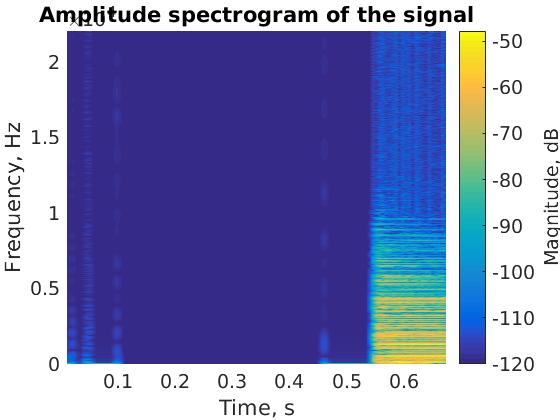 Amplitude spectrogram of the signal
2
1.5
1
0.5
0
Frequency, Hz
0.1 0.2 0.3 0.4 0.5 0.6
Time, s
-50
-60
-70
-80
-90
-100
-110
-120
Magnitude, dB